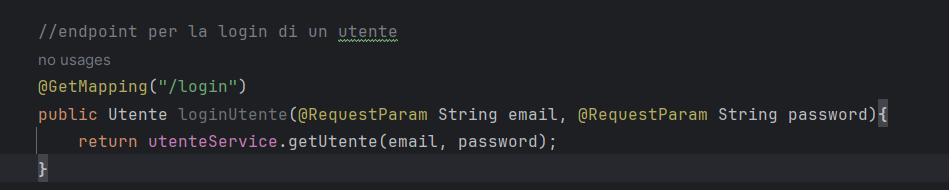 //endpoint per la login di un utente
no usages
@GetMapping("/login")
public Utente loginUtente(@RequestParam String email, @RequestParam String password){
return utenteService.getUtente(email, password);
}